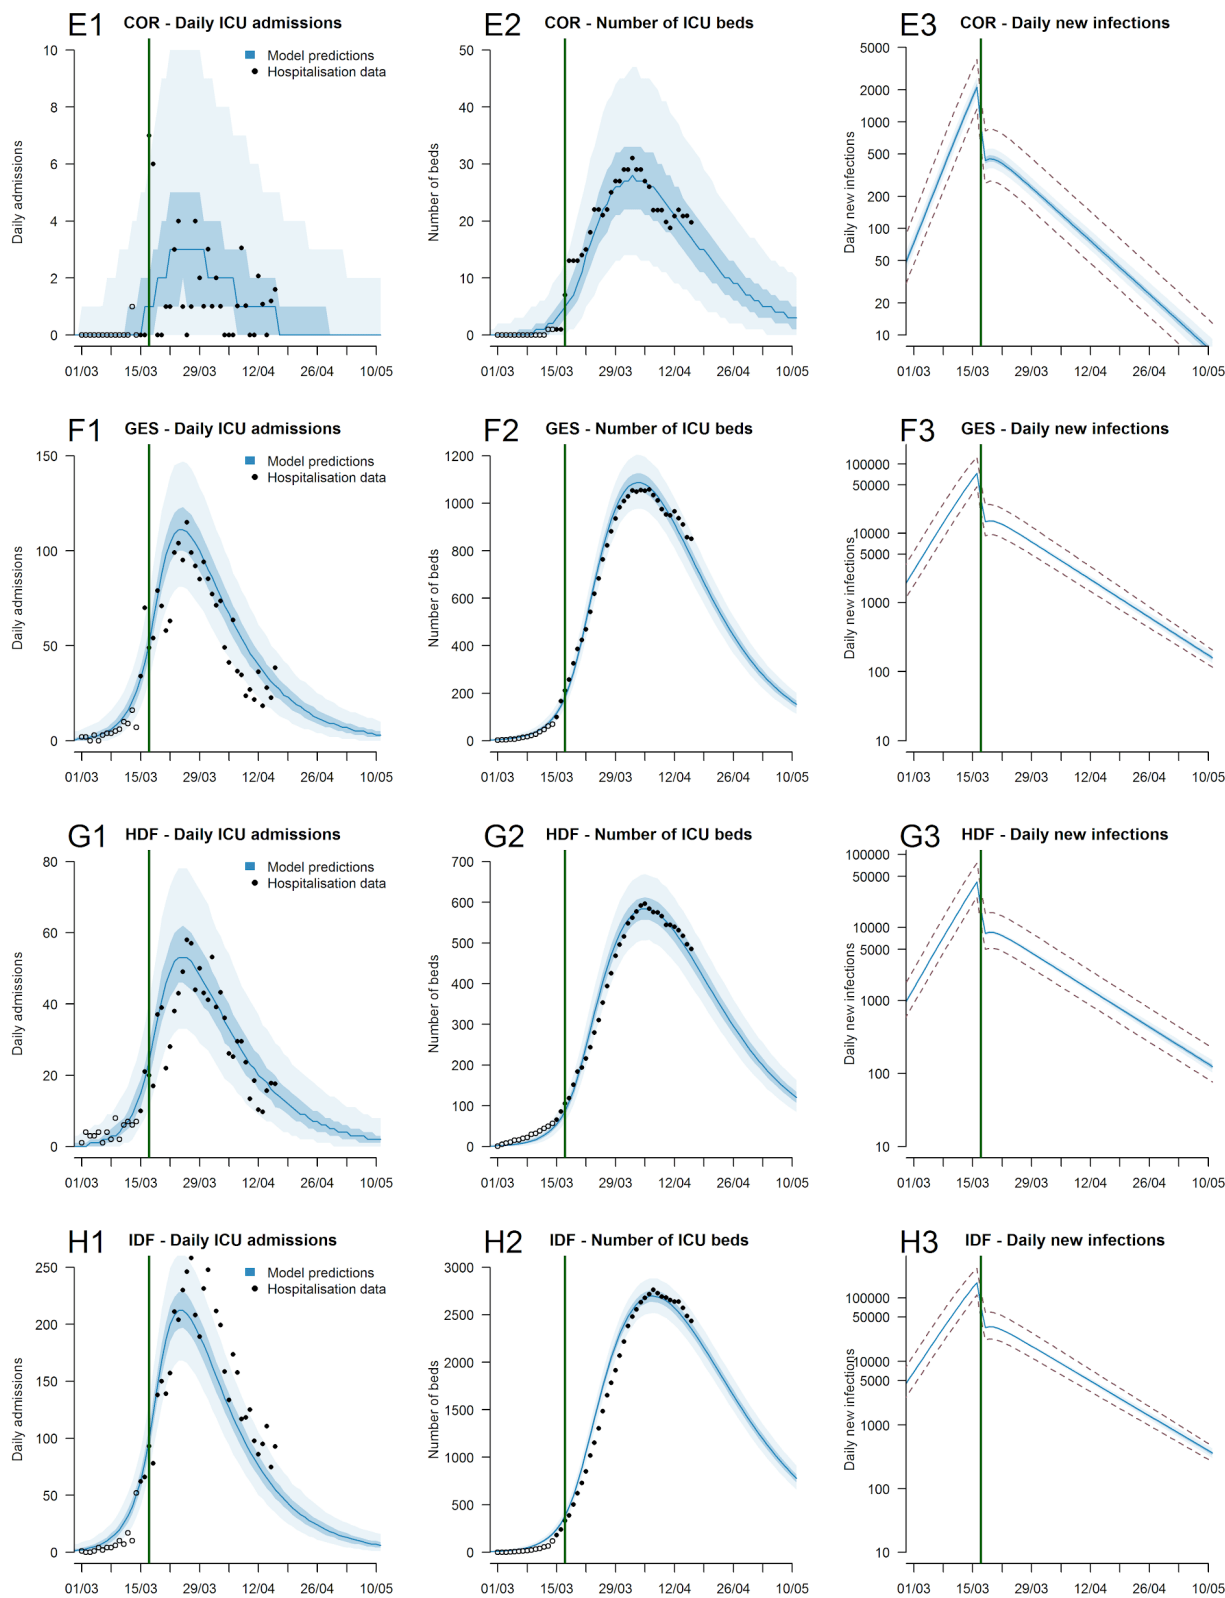 E1 COR - Daily ICU admissions
Model predictions
Hospitalisation data
Daily admissions
10
8
6
4
2
0
01/03 15/03 29/03 12/04 26/04 10/05
E2 COR - Number of ICU beds
Number of beds
50
40
30
20
10
0
01/03 15/03 29/03 12/04 26/04 10/05
E3 COR - Daily new infections
Daily new infections
5000
2000
1000
500
200
100
50
20
10
01/03 15/03 29/03 12/04 26/04 10/05
F1 GES - Daily ICU admissions
Model predictions
Hospitalisation data
Daily admissions
150
100
50
0
01/03 15/03 29/03 12/04 26/04 10/05
F2 GES - Number of ICU beds
Number of beds
1200
1000
800
600
400
200
0
01/03 15/03 29/03 12/04 26/04 10/05
F3 GES - Daily new infections
Daily new infections
100000
50000
10000
5000
1000
100
10
01/03 15/03 29/03 12/04 26/04 10/05
G1 HDF - Daily ICU admissions
Model predictions
Hospitalisation data
Daily admissions
80
60
40
20
0
01/03 15/03 29/03 12/04 26/04 10/05
G2 HDF - Number of ICU beds
Number of beds
700
600
500
400
300
200
100
0
01/03 15/03 29/03 12/04 26/04 10/05
G3 HDF - Daily new infections
Daily new infections
100000
50000
10000
5000
1000
100
10
01/03 15/03 29/03 12/04 26/04 10/05
H1 IDF - Daily ICU admissions
Model predictions
Hospitalisation data
Daily admissions
250
200
150
100
50
0
01/03 15/03 29/03 12/04 26/04 10/05
H2 IDF - Number of ICU beds
Number of beds
3000
2500
2000
1500
1000
500
0
01/03 15/03 29/03 12/04 26/04 10/05
H3 IDF - Daily new infections
Daily new infections
100000
50000
10000
5000
1000
100
10
01/03 15/03 29/03 12/04 26/04 10/05